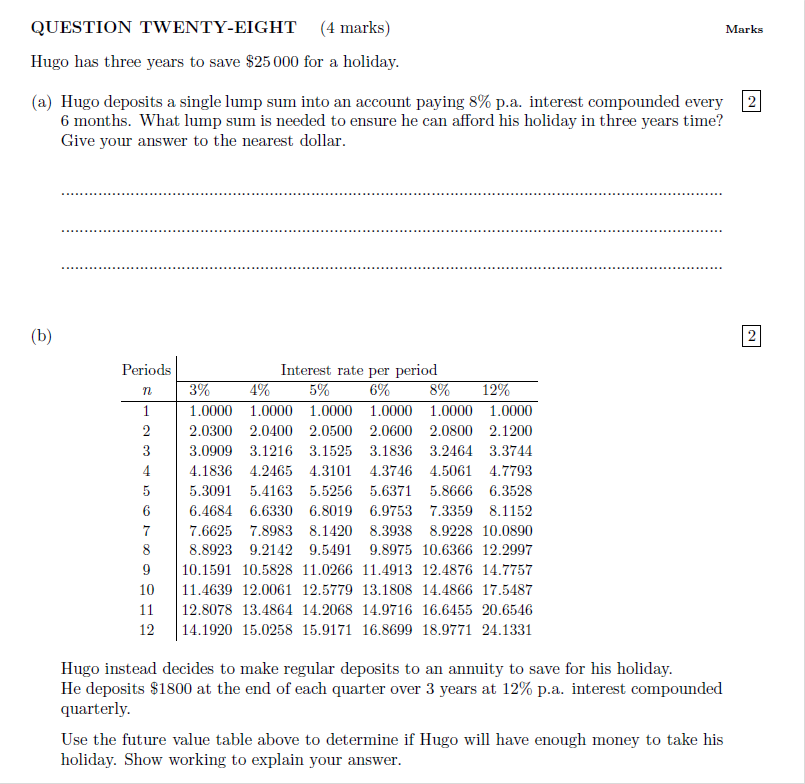 QUESTION TWENTY-EIGHT (4 marks) Marks
Hugo has three years to save $25 000 for a holiday.
(a) Hugo deposits a single lump sum into an account paying 8% p.a. interest compounded every 2
6 months. What lump sum is needed to ensure he can afford his holiday in three years time?
Give your answer to the nearest dollar.
(b) 2
Periods Interest rate per period
n 3% 4% 5% 6% 8% 12%
1 1.0000 1.0000 1.0000 1.0000 1.0000 1.0000
2 2.0300 2.0400 2.0500 2.0600 2.0800 2.1200
3 3.0909 3.1216 3.1525 3.1836 3.2464 3.3744
4 4.1836 4.2465 4.3101 4.3746 4.5061 4.7793
5 5.3091 5.4163 5.5256 5.6371 5.8666 6.3528
6 6.4684 6.6330 6.8019 6.9753 7.3359 8.1152
7 7.6625 7.8983 8.1420 8.3938 8.9228 10.0890
8 8.8923 9.2142 9.5491 9.8975 10.6366 12.2997
9 10.1591 10.5828 11.0266 11.4913 12.4876 14.7757
10 11.4639 12.0061 12.5779 13.1808 14.4866 17.5487
11 12.8078 13.4864 14.2068 14.9716 16.6455 20.6546
12 14.1920 15.0258 15.9171 16.8699 18.9771 24.1331
Hugo instead decides to make regular deposits to an annuity to save for his holiday.
He deposits $1800 at the end of each quarter over 3 years at 12% p.a. interest compounded
quarterly.
Use the future value table above to determine if Hugo will have enough money to take his
holiday. Show working to explain your answer.